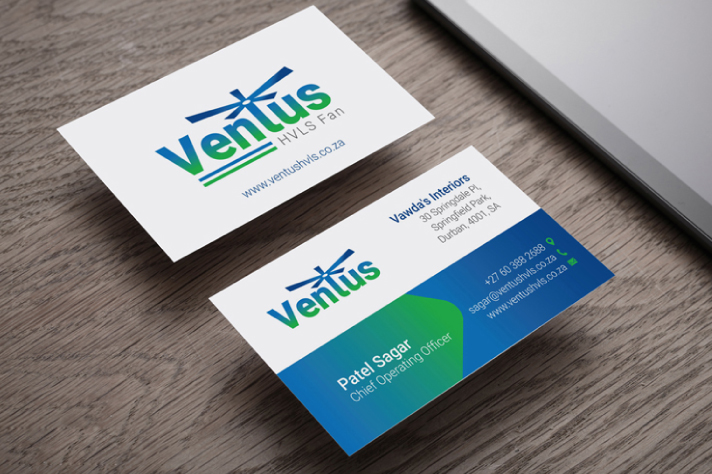 Ventus
HVLS Fan
www.ventushvls.co.za
Vawda's Interiors
30 Springdale Pl,
Springfield Park,
Durban, 4001, SA
Ventus
+27 60 388 2688
sagar@ventushvls.co.za
www.ventushvls.co.za
Patel Sagar
Chief Operating Officer